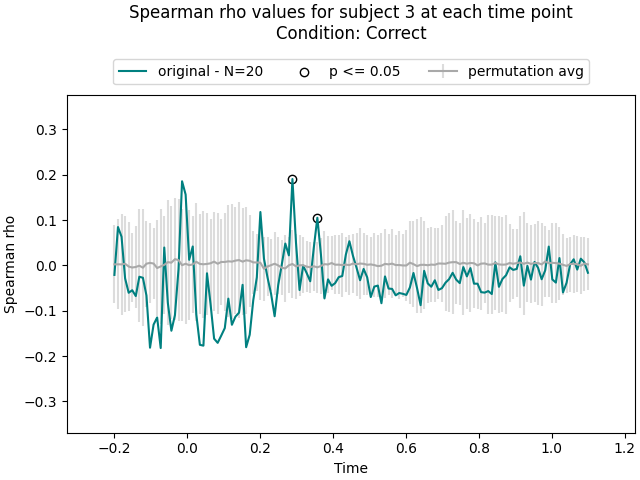 Spearman rho values for subject 3 at each time point
Condition: Correct
original - N=20
p <= 0.05
permutation avg
Spearman rho
0.3
0.2
0.1
0.0
−0.1
−0.2
−0.3
−0.2
0.0
0.2
0.4
0.6
0.8
1.0
1.2
Time